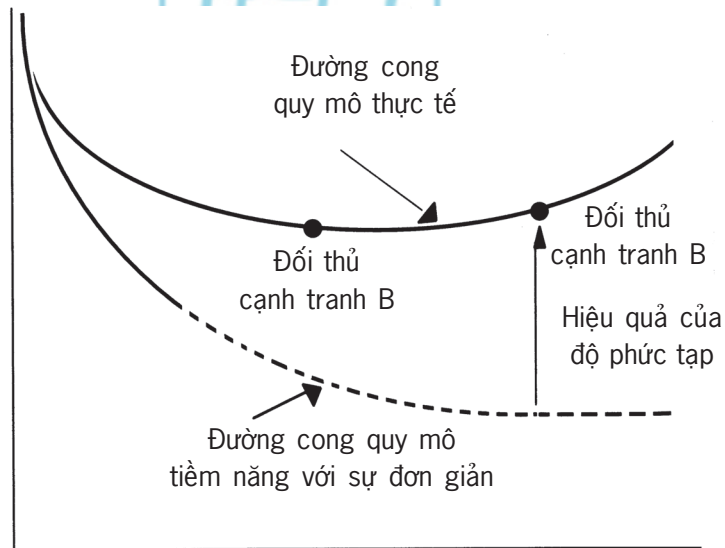 Đường cong
quy mô thực tế
Đối thủ
cạnh tranh B
Đối thủ
cạnh tranh B
Hiệu quả của
độ phức tạp
Đường cong quy mô
tiềm năng với sự đơn giản